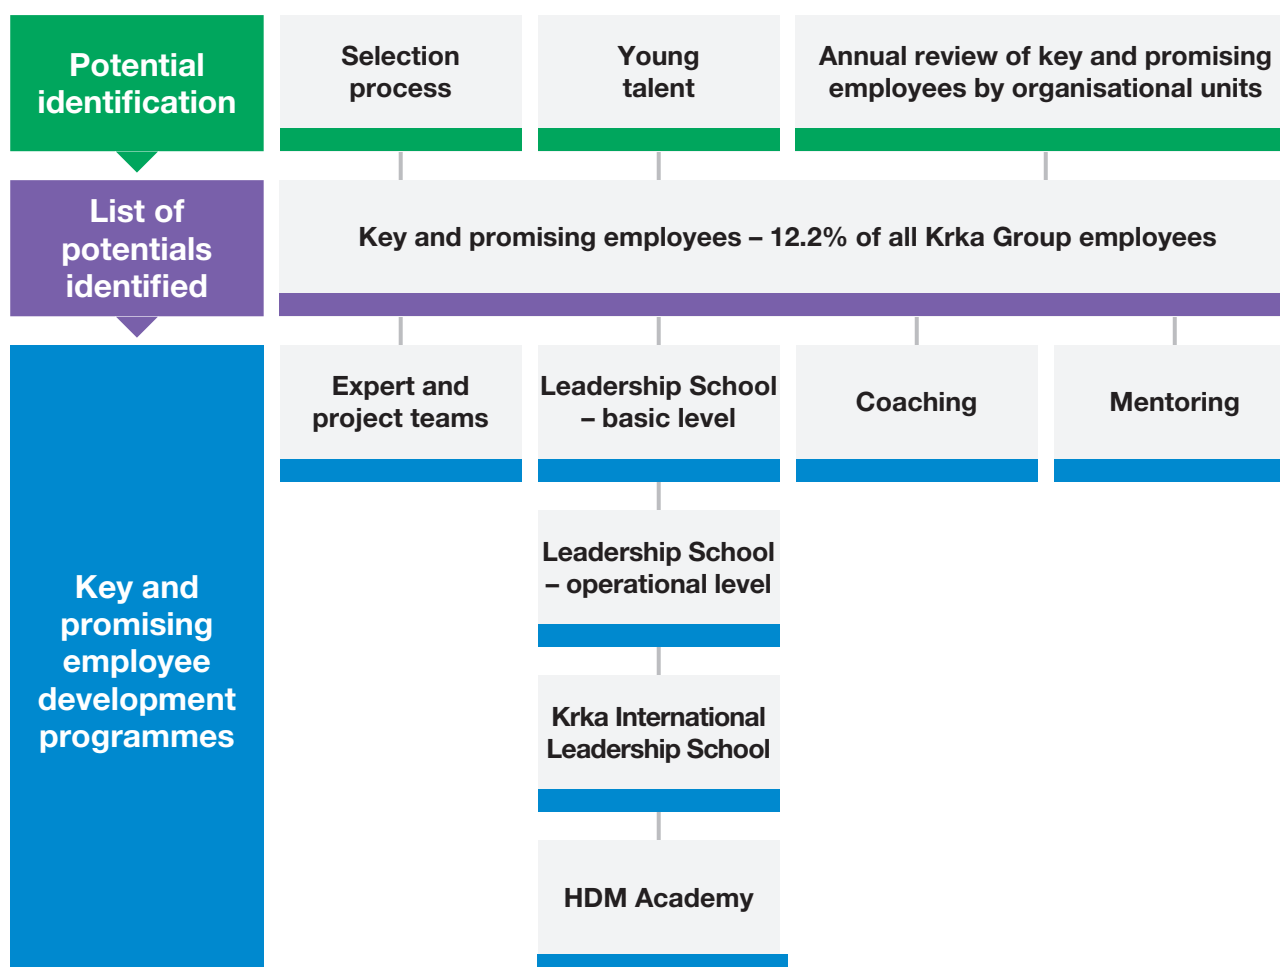 Potential
identification
Selection
process
Young
talent
Annual review of key and promising
employees by organisational units
List of
potentials
identified
Key and promising employees – 12.2% of all Krka Group employees
Key and
promising
employee
development
programmes
Expert and
project teams
Leadership School
– basic level
Coaching
Mentoring
Leadership School
– operational level
Krka International
Leadership School
HDM Academy